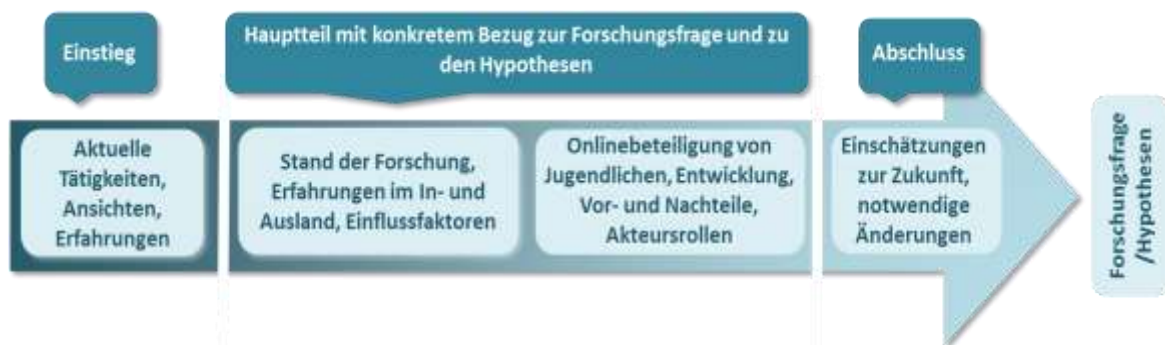 Einstieg
Hauptteil mit konkretem Bezug zur Forschungsfrage und zu
den Hypothesen
Abschluss
Aktuelle
Tätigkeiten,
Ansichten,
Erfahrungen
Stand der Forschung,
Erfahrungen im In- und
Ausland, Einflussfaktoren
Onlinebeteiligung von
Jugendlichen, Entwicklung,
Vor- und Nachteile,
Akteursrollen
Einschätzungen
zur Zukunft,
notwendige
Änderungen
Forschungsfrage
/Hypothesen